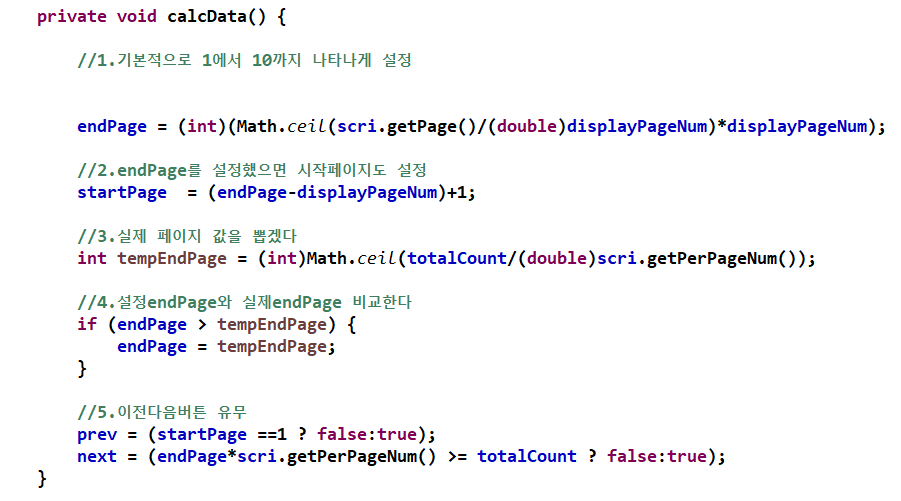 private void calcData() {
//1.기본적으로 1에서 10까지 나타나게 설정
endPage = (int)(Math.ceil(scri.getPage()/(double)displayPageNum)*displayPageNum);
//2.endPage를 설정했으면 시작페이지도 설정
startPage  = (endPage-displayPageNum)+1;
//3.실제 페이지 값을 뽑겠다
int tempEndPage = (int)Math.ceil(totalCount/(double)scri.getPerPageNum());
//4.설정endPage와 실제endPage 비교한다
if (endPage > tempEndPage) {
endPage = tempEndPage;
}
//5.이전다음버튼 유무
prev = (startPage ==1 ? false:true);
next = (endPage*scri.getPerPageNum() >= totalCount ? false:true);
}